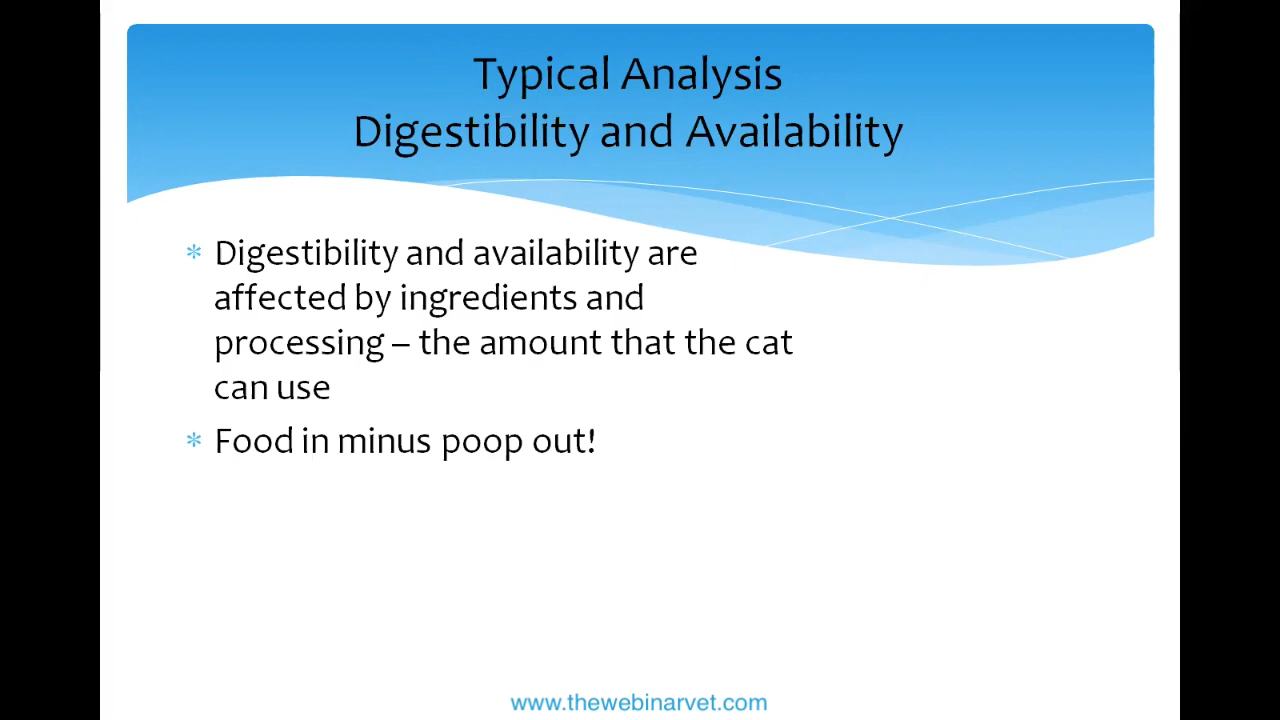 Typical Analysis
Digestibility and Availability
* Digestibility and availability are
affected by ingredients and
processing – the amount that the cat
can use
* Food in minus poop out!
www.thewebinarvet.com